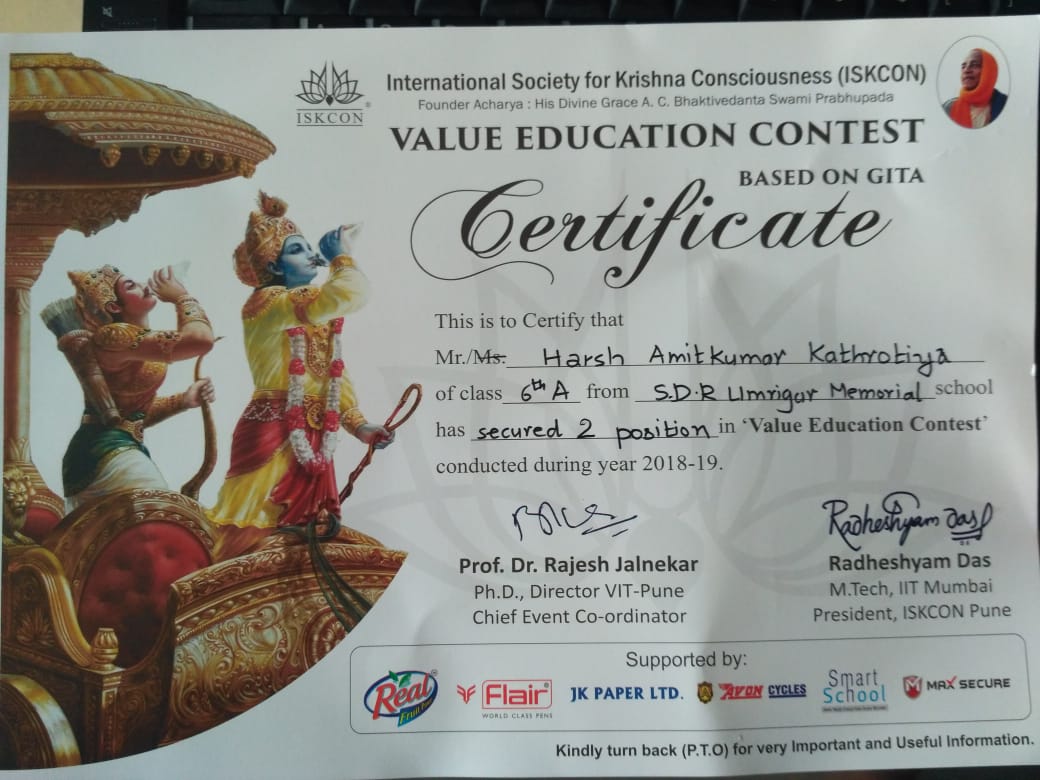 International Society for Krishna Consciousness (ISKCON)
Founder Acharya : His Divine Grace A. C. Bhaktivedanta Swami Prabhupada
ISKCON
VALUE EDUCATION CONTEST
BASED ON GITA
Certificate
This is to Certify that
Mr./Ms. Harsh Amitkumar Kathrotiya
of class 6th A from S.D.R Umrigar Memorial school
has secured 2 position in ‘Value Education Contest’
conducted during year 2018-19.
Radheshyam Das
Prof. Dr. Rajesh Jalnekar
Ph.D., Director VIT-Pune
Chief Event Co-ordinator
Radheshyam Das
M.Tech, IIT Mumbai
President, ISKCON Pune
Supported by:
Real
Fruit
Flair
WORLD CLASS PENS
JK PAPER LTD.
AVON CYCLES
Smart School
MAX SECURE
Kindly turn back (P.T.O) for very Important and Useful Information.